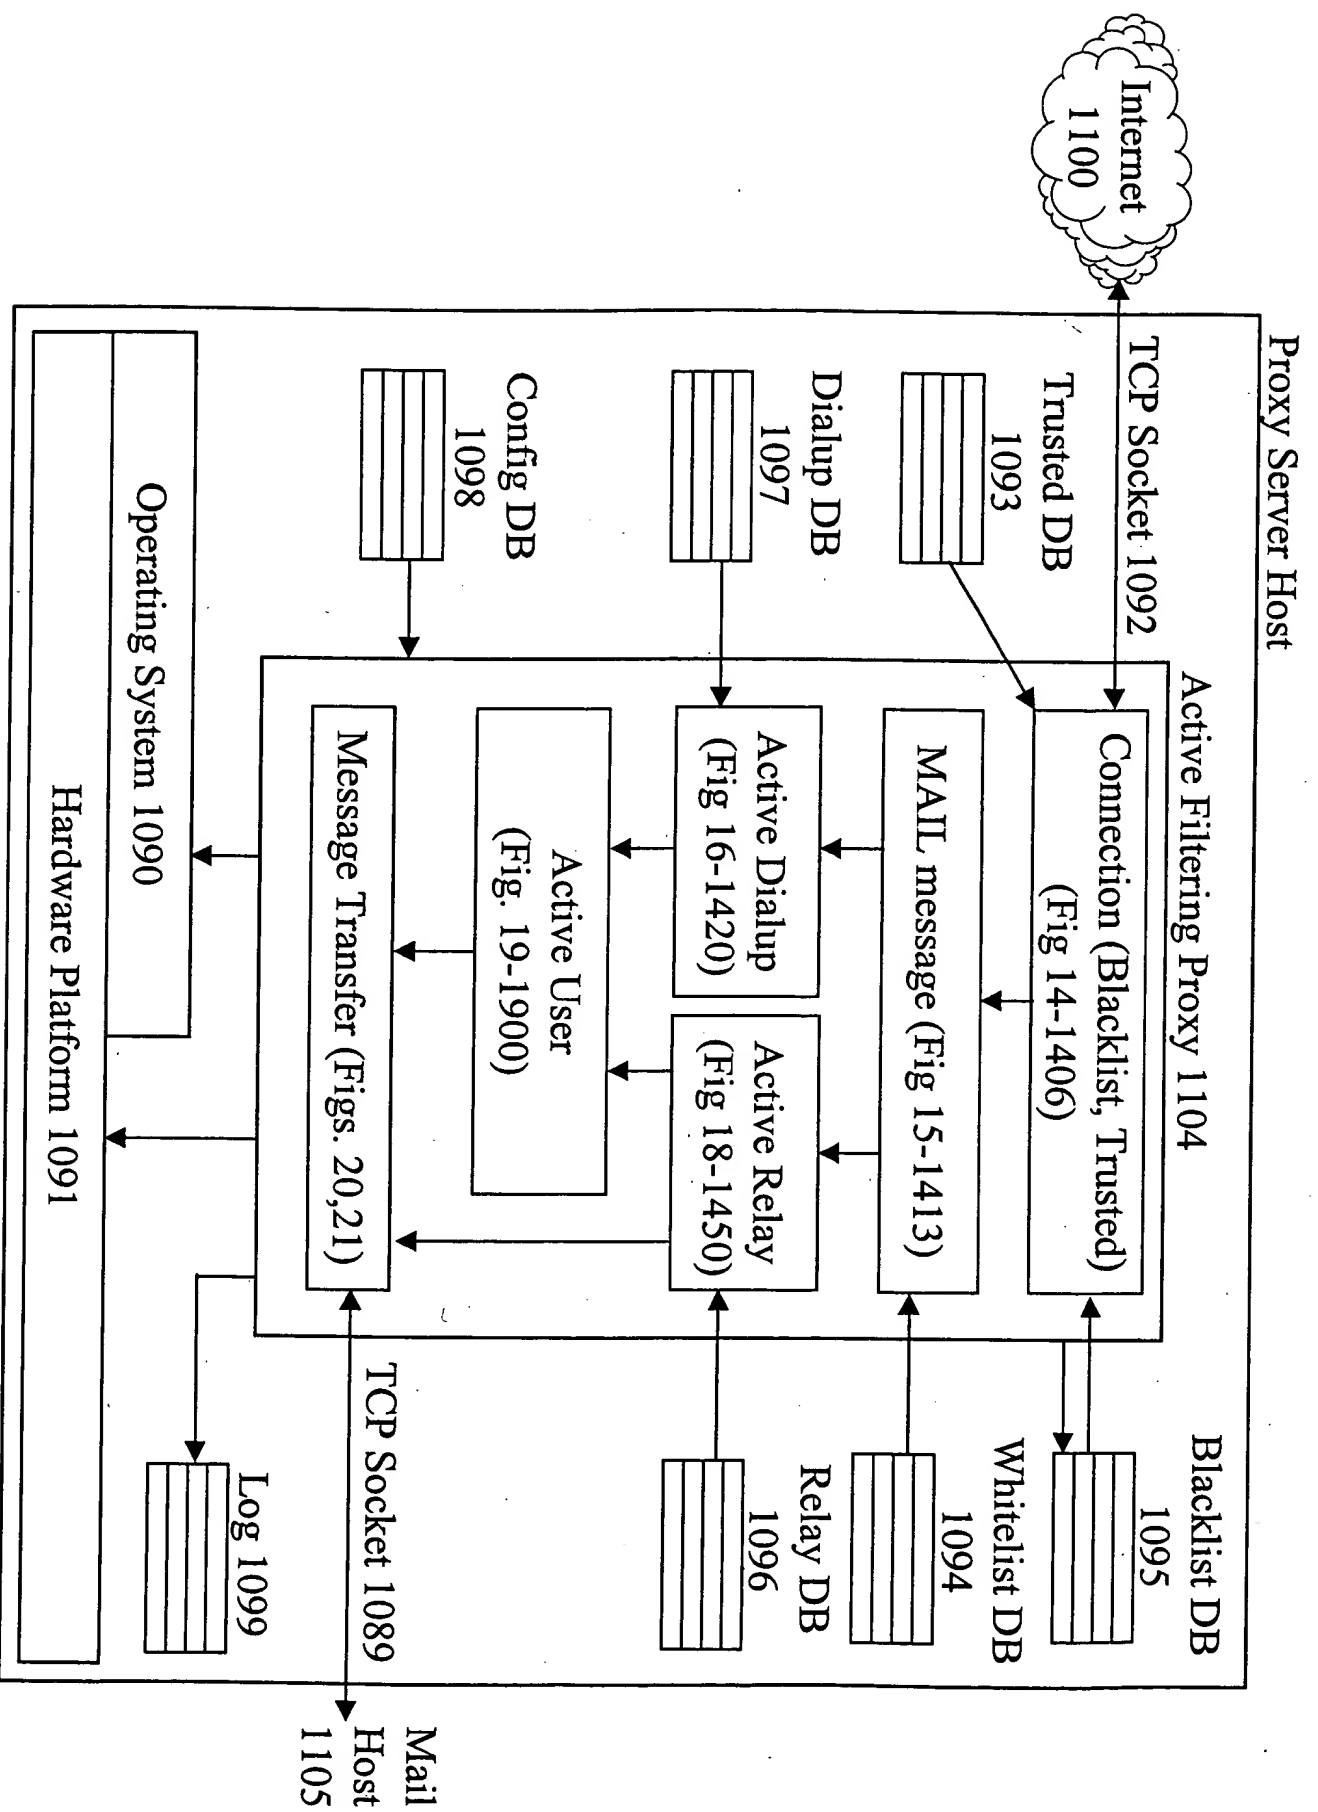 Proxy Server Host
Internet
1100
TCP Socket 1092
Active Filtering Proxy 1104
Blacklist DB
1095
Trusted DB
1093
Connection (Blacklist, Trusted)
(Fig 14-1406)
Whitelist DB
1094
MAIL message (Fig 15-1413)
Dialup DB
1097
Active Dialup
(Fig 16-1420)
Active Relay
(Fig 18-1450)
Relay DB
1096
Config DB
1098
Active User
(Fig. 19-1900)
Message Transfer (Figs. 20,21)
TCP Socket 1089
Mail
Host
1105
Log 1099
Operating System 1090
Hardware Platform 1091